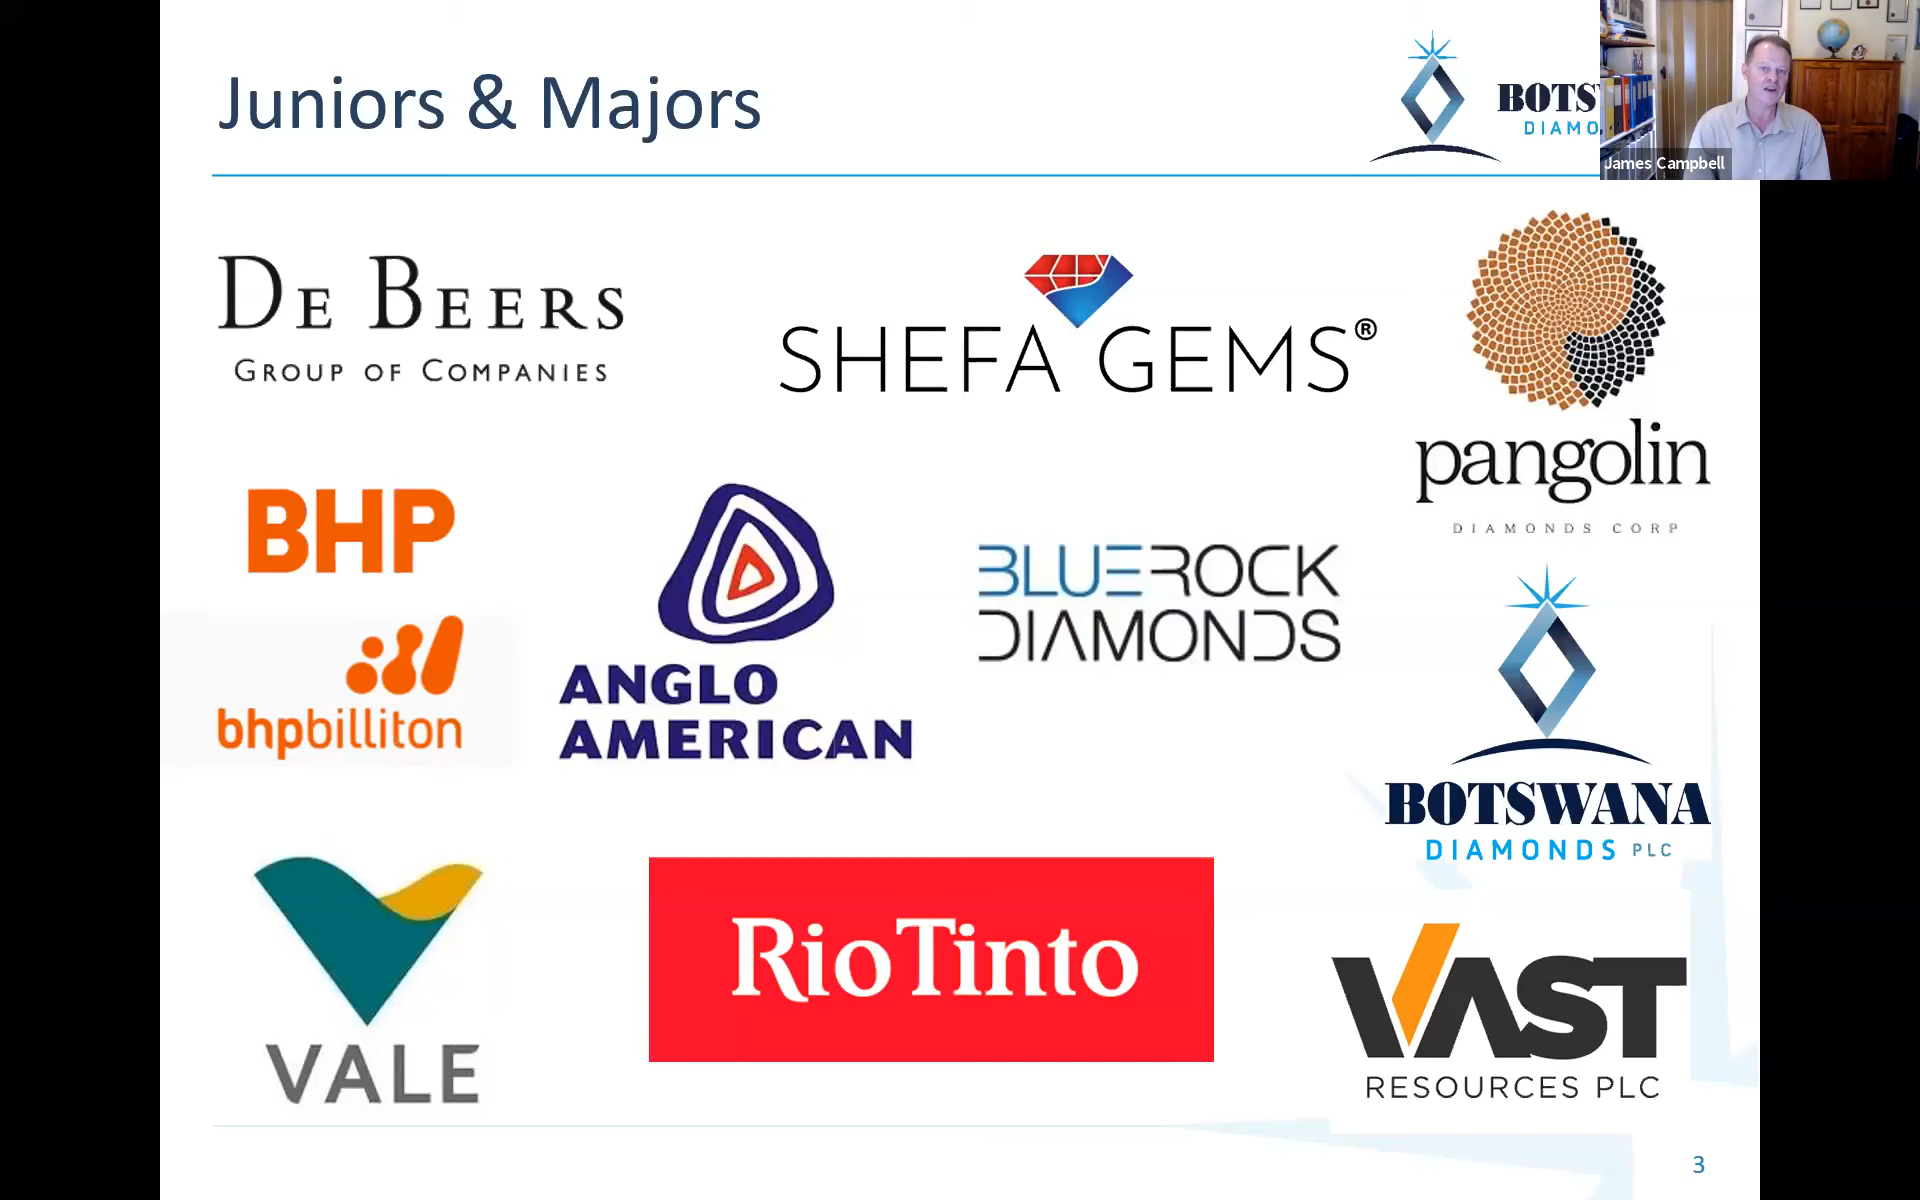 Juniors & Majors
BOTS
DIAMO
James Campbell
DE BEERS
GROUP OF COMPANIES
SHEFA GEMS®
pangolin
DIAMONDS CORP
BHP
bhpbilliton
ANGLO
AMERICAN
BLUEROCK
DIAMONDS
BOTSWANA
DIAMONDS PLC
VALE
RioTinto
VAST
RESOURCES PLC
3